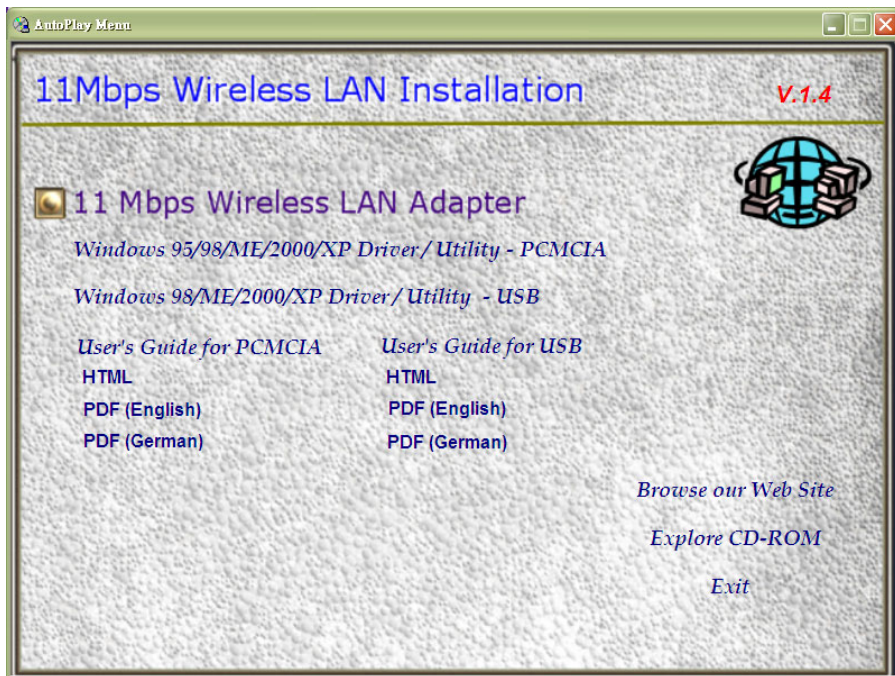 AutoPlay Menu
11Mbps Wireless LAN Installation V.1.4
11 Mbps Wireless LAN Adapter
Windows 95/98/ME/2000/XP Driver / Utility - PCMCIA
Windows 98/ME/2000/XP Driver / Utility - USB
User's Guide for PCMCIA User's Guide for USB
HTML HTML
PDF (English) PDF (English)
PDF (German) PDF (German)
Browse our Web Site
Explore CD-ROM
Exit